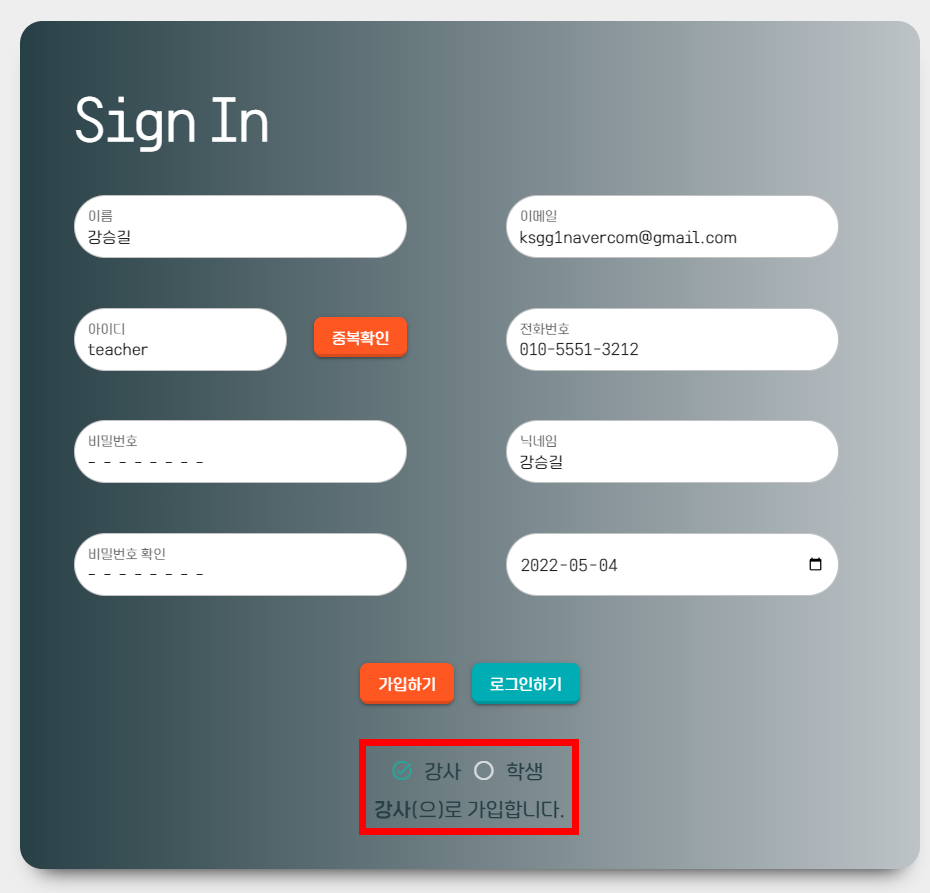 Sign In
이름
강승길
이메일
ksgg1navercom@gmail.com
아이디
teacher
중복확인
전화번호
010-5551-3212
비밀번호
- - - - - - - -
닉네임
강승길
비밀번호 확인
- - - - - - - -
2022-05-04
가입하기 로그인하기
강사 학생
강사(으)로 가입합니다.